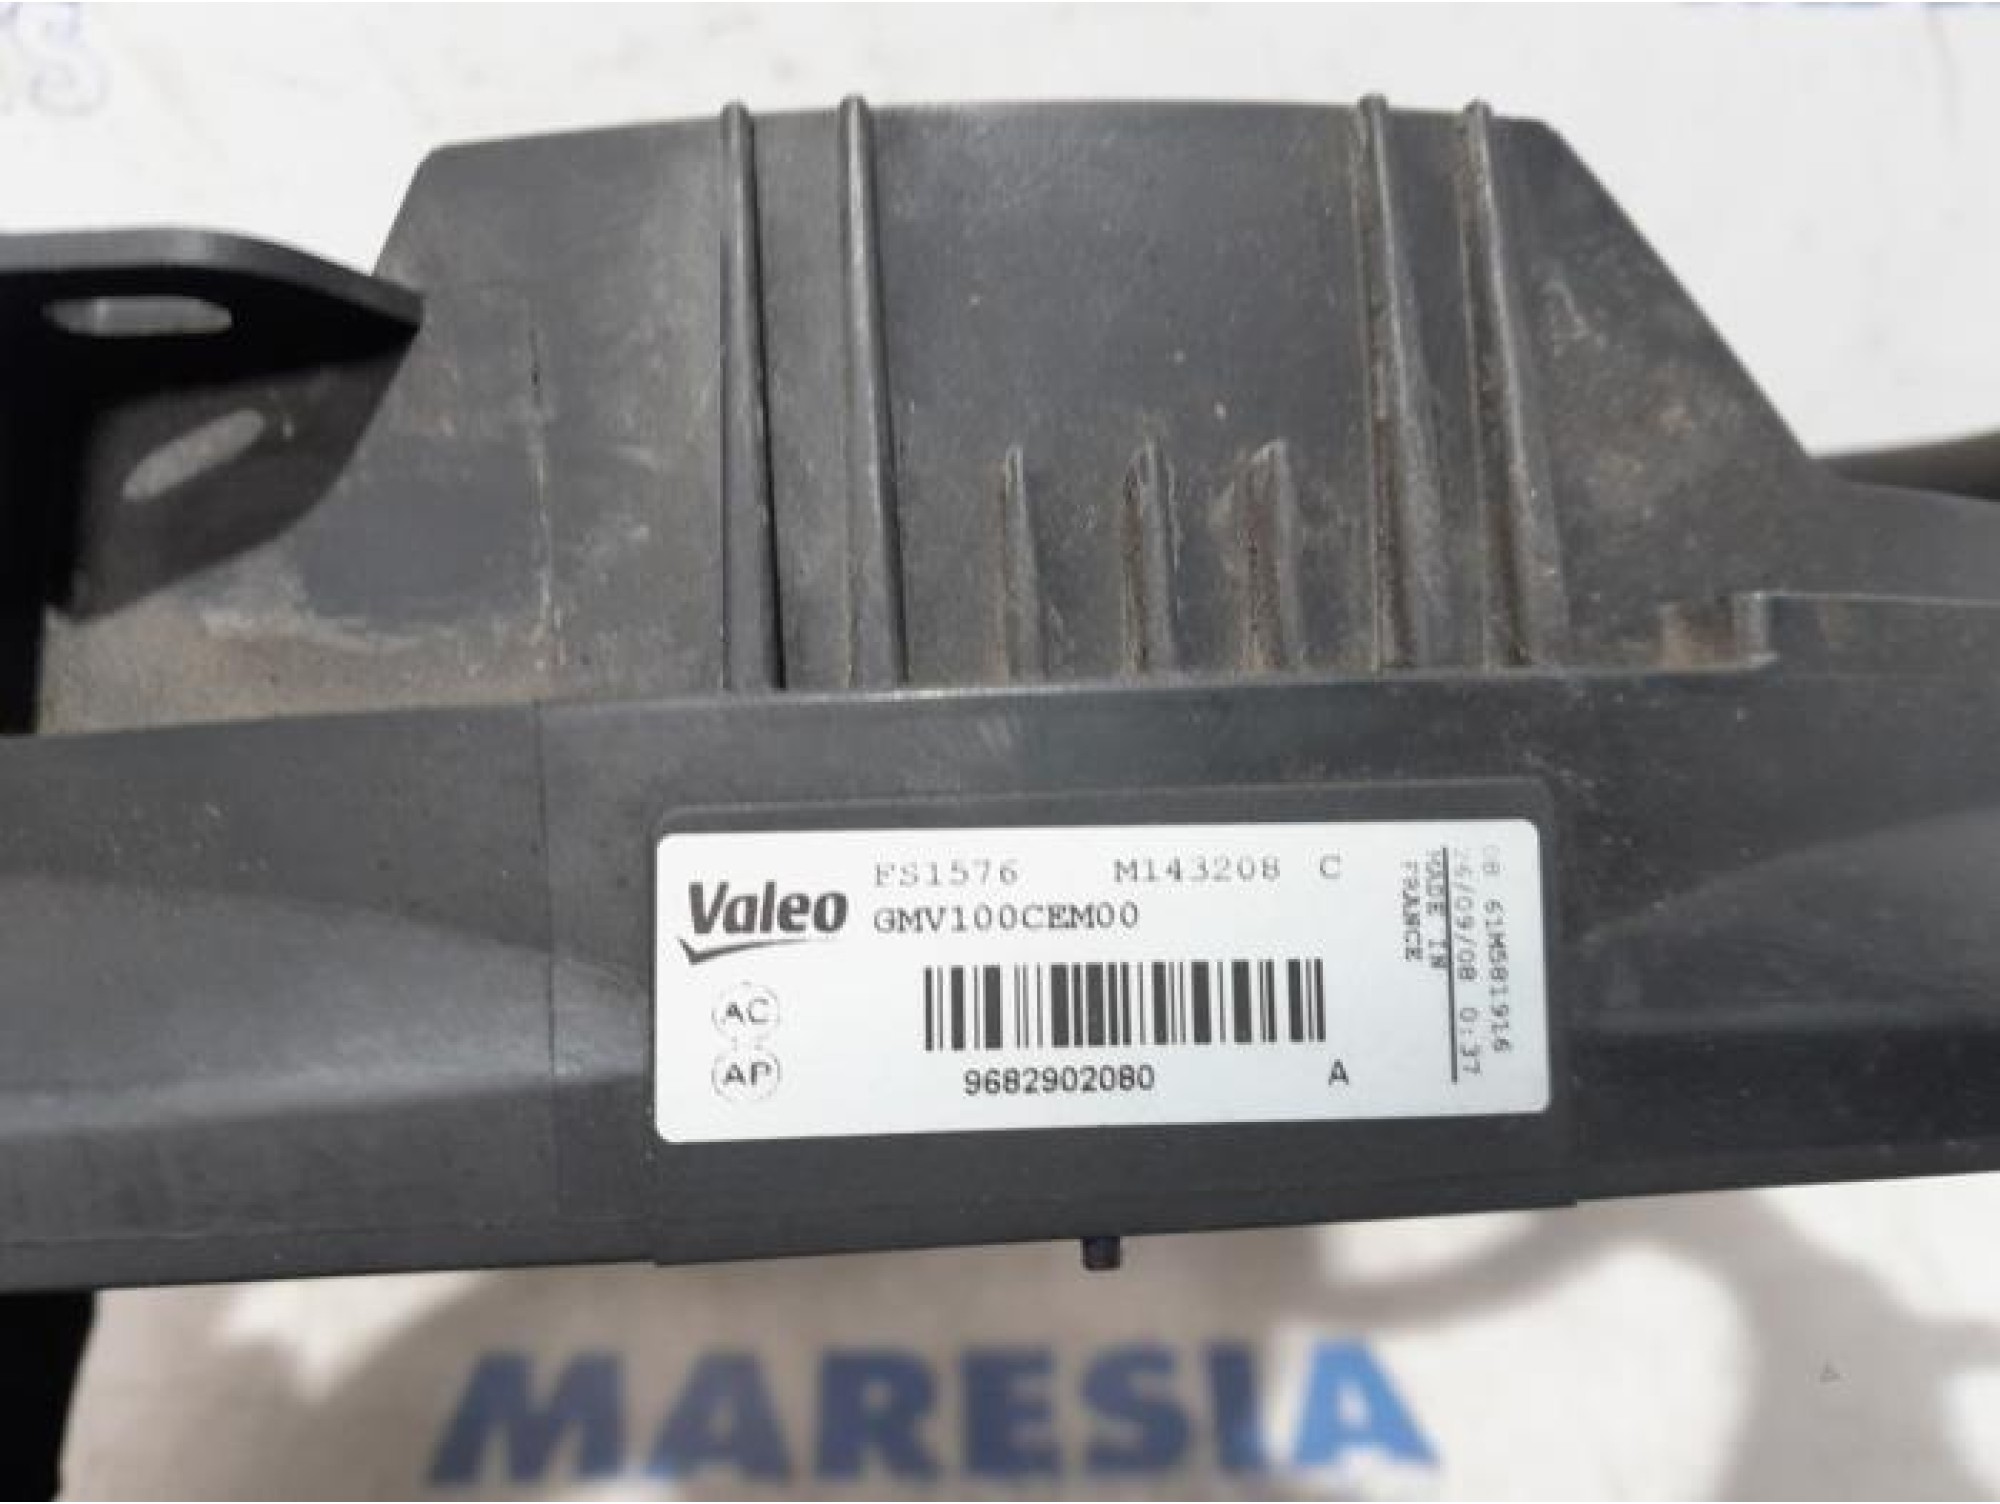 Valeo
FS1576 M143208 C
GMV100CEM00
AC
AP
9682902080 A
08 61M581916
26/09/08 0:37
MADE IN
FRANCE
MARESIA